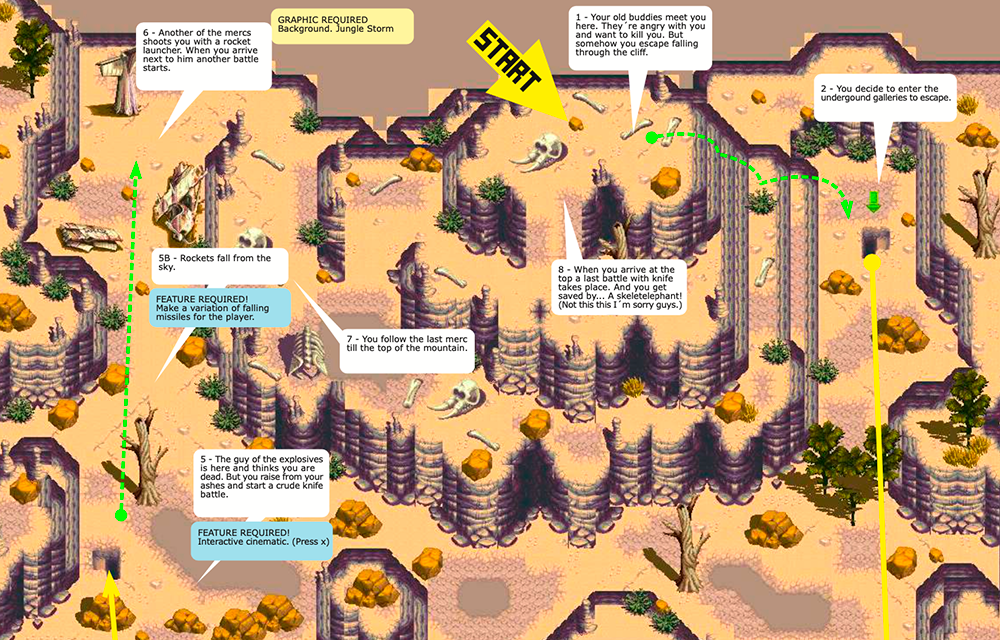 GRAPHIC REQUIRED
Background. Jungle Storm
START
1 - Your old buddies meet you
here. They´re angry with you
and want to kill you. But
somehow you escape falling
through the cliff.
6 - Another of the mercs
shoots you with a rocket
launcher. When you arrive
next to him another battle
starts.
2 - You decide to enter the
undergound galleries to escape.
5B - Rockets fall from the
sky.
FEATURE REQUIRED!
Make a variation of falling
missiles for the player.
8 - When you arrive at the
top a last battle with knife
takes place. And you get
saved by... A skeletelephant!
(Not this this I´m sorry guys.)
7 - You follow the last merc
till the top of the mountain.
5 - The guy of the explosives
is here and thinks you are
dead. But you raise from your
ashes and start a crude knife
battle.
FEATURE REQUIRED!
Interactive cinematic. (Press x)